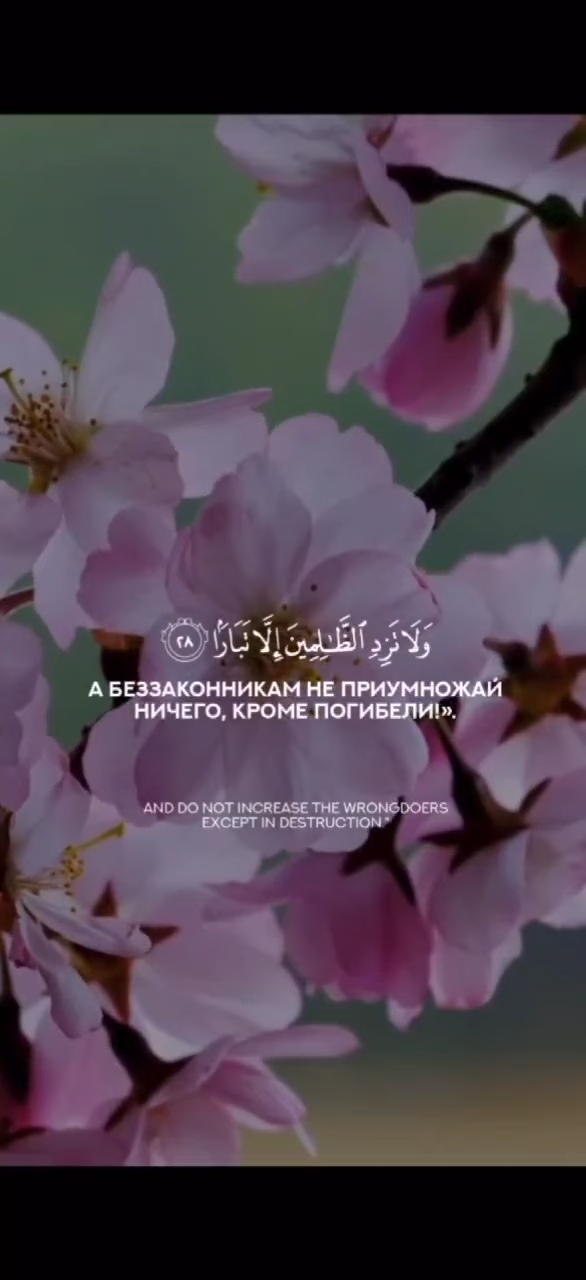 وَلَا تَزِدِ ٱلظَّـٰلِمِينَ إِلَّا تَبَارًۢا ٢٨
А БЕЗЗАКОННИКАМ НЕ ПРИУМНОЖАЙ
НИЧЕГО, КРОМЕ ПОГИБЕЛИ!».
AND DO NOT INCREASE THE WRONGDOERS
EXCEPT IN DESTRUCTION."